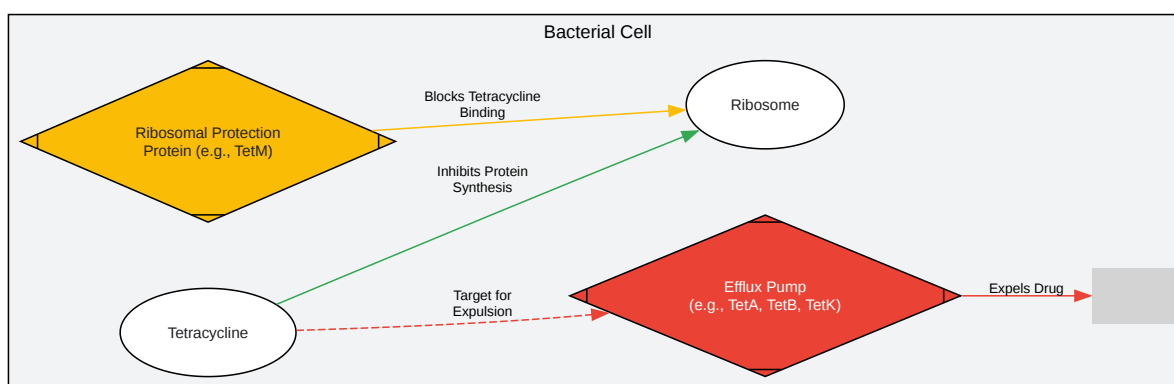 Bacterial Cell
Blocks Tetracycline
Binding
Ribosome
Ribosomal Protection
Protein (e.g., TetM)
Inhibits Protein
Synthesis
Efflux Pump
(e.g., TetA, TetB, TetK)
Expels Drug
Target for
Expulsion
Tetracycline